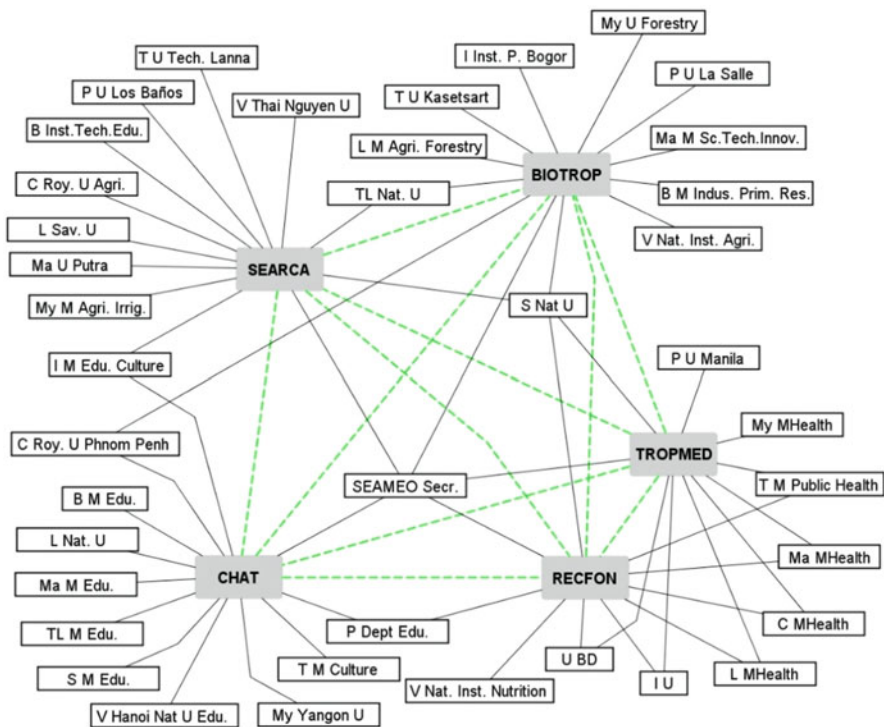 My U Forestry
I Inst. P. Bogor
T U Tech. Lanna
P U La Salle
P U Los Baños
T U Kasetsart
V Thai Nguyen U
B Inst.Tech.Edu.
Ma M Sc.Tech.Innov.
L M Agri. Forestry
BIOTROP
C Roy. U Agri.
TL Nat. U
B M Indus. Prim. Res.
L Sav. U
V Nat. Inst. Agri.
Ma U Putra
SEARCA
My M Agri. Irrig.
S Nat U
I M Edu. Culture
P U Manila
My MHealth
C Roy. U Phnom Penh
TROPMED
SEAMEO Secr.
T M Public Health
B M Edu.
L Nat. U
Ma MHealth
CHAT
RECFON
Ma M Edu.
C MHealth
TL M Edu.
P Dept Edu.
U BD
T M Culture
L MHealth
S M Edu.
I U
V Nat. Inst. Nutrition
V Hanoi Nat U Edu.
My Yangon U